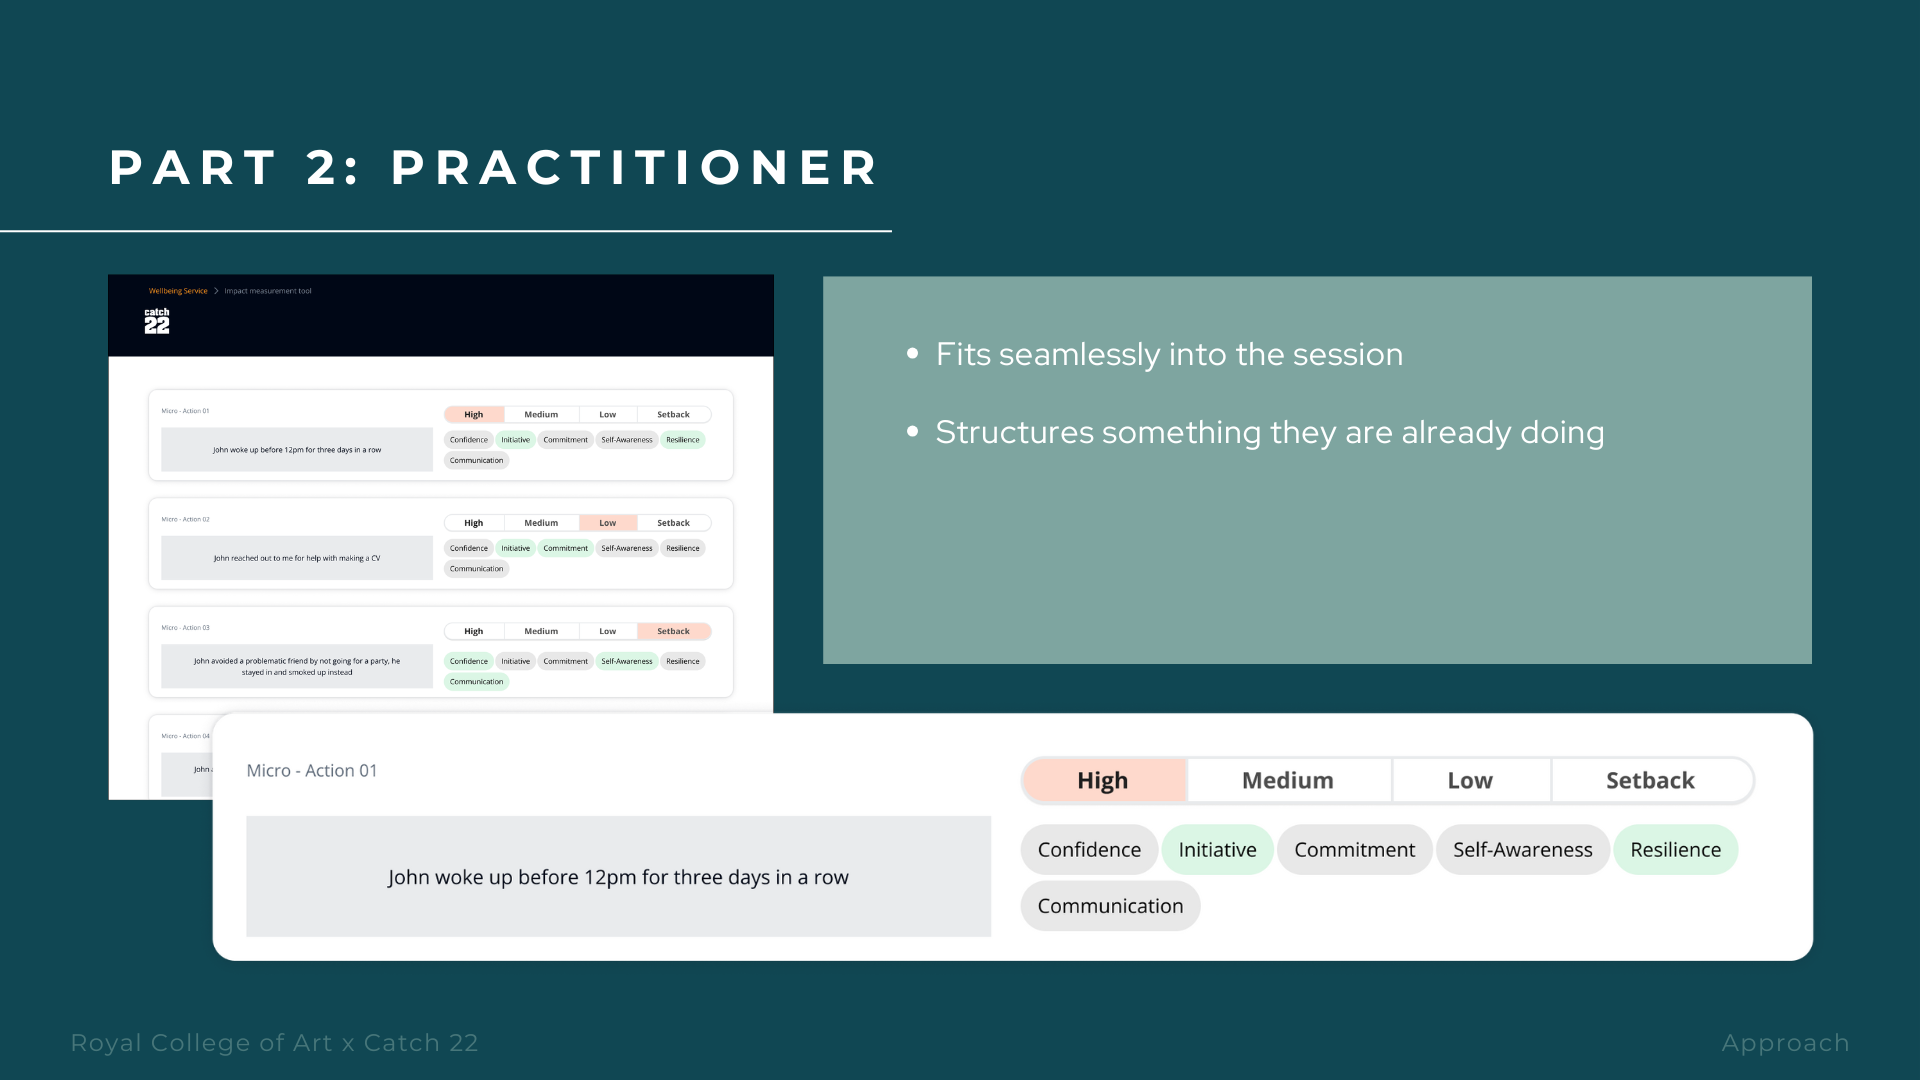 PART 2: PRACTITIONER
Wellbeing Service > Impact measurement tool
catch
22
Micro - Action 01
High Medium Low Setback
John woke up before 12pm for three days in a row
Confidence Initiative Commitment Self-Awareness Resilience
Communication
Micro - Action 02
High Medium Low Setback
John reached out to me for help with making a CV
Confidence Initiative Commitment Self-Awareness Resilience
Communication
Micro - Action 03
High Medium Low Setback
John avoided a problematic friend by not going for a party, he
stayed in and smoked up instead
Confidence Initiative Commitment Self-Awareness Resilience
Communication
Micro - Action 04
John
Fits seamlessly into the session
Structures something they are already doing
Micro - Action 01
John woke up before 12pm for three days in a row
High Medium Low Setback
Confidence Initiative Commitment Self-Awareness Resilience
Communication
Royal College of Art x Catch 22
Approach